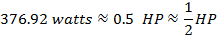 376.92 watts ≈ 0.5 HP ≈ 1/2 HP